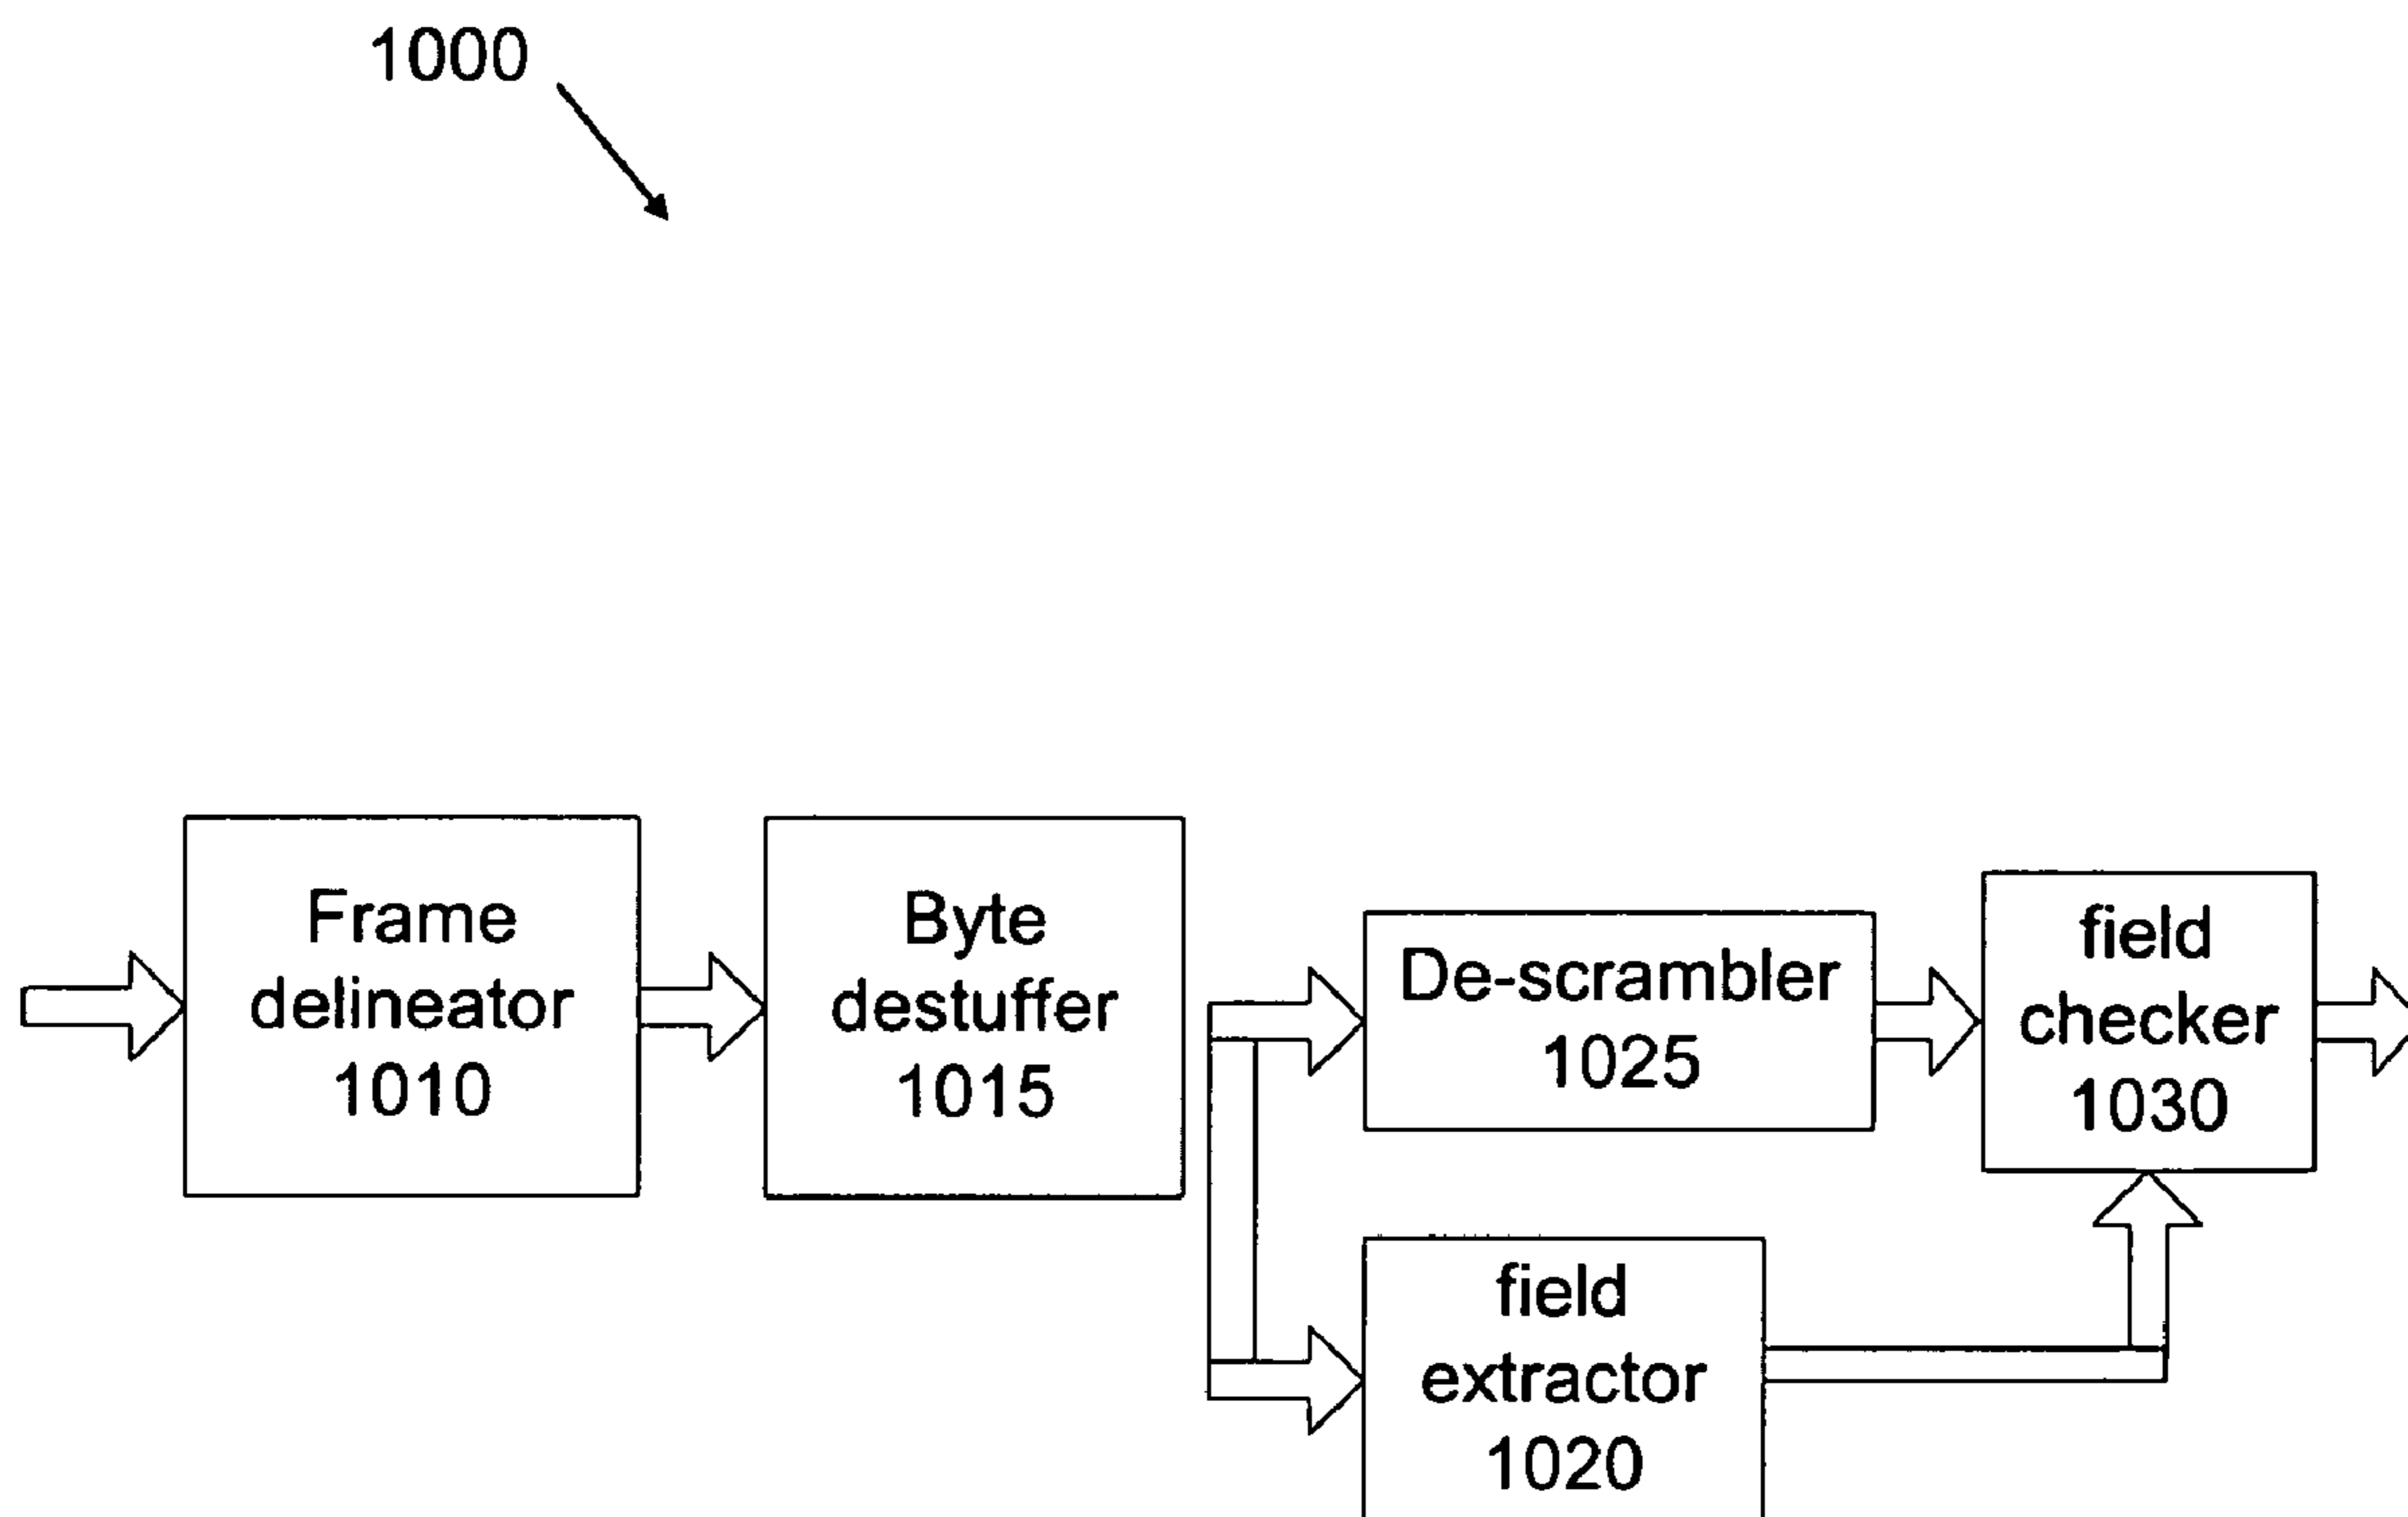 1000
Frame
delineator
1010
Byte
destuffer
1015
De-scrambler
1025
field
checker
1030
field
extractor
1020